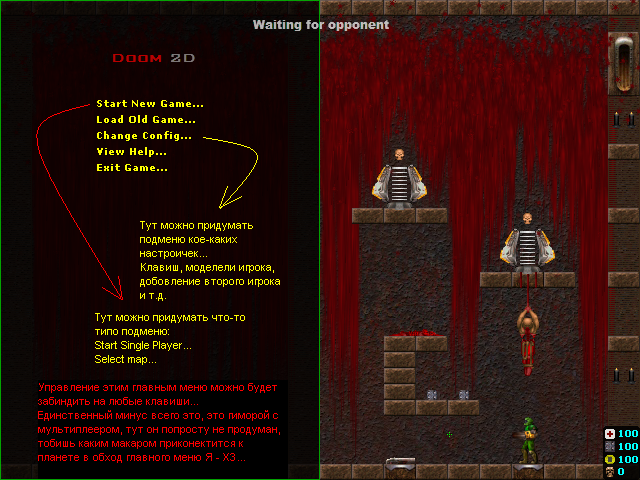 Waiting for opponent
Doom 2D
Start New Game...
Load Old Game...
Change Config...
View Help...
Exit Game...
Тут можно придумать
подменю кое-каких
настроичек...
Клавиш, моделели игрока,
добовление второго игрока
и т.д.
Тут можно придумать что-то
типо подменю:
Start Single Player...
Select map...
Управление этим главным меню можно будет
забиндить на любые клавиши...
Единственный минус всего это, это гиморой с
мультиплеером, тут он попросту не продуман,
тобишь каким макаром приконектится к
планете в обход главного меню Я - ХЗ...
100
100
100
0